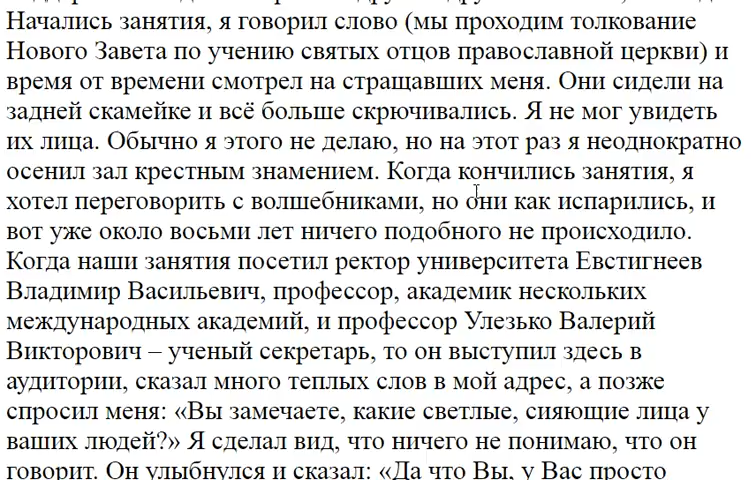 Начались занятия, я говорил слово (мы проходим толкование
Нового Завета по учению святых отцов православной церкви) и
время от времени смотрел на стращавших меня. Они сидели на
задней скамейке и всё больше скрючивались. Я не мог увидеть
их лица. Обычно я этого не делаю, но на этот раз я неоднократно
осенил зал крестным знамением. Когда кончились занятия, я
хотел переговорить с волшебниками, но они как испарились, и
вот уже около восьми лет ничего подобного не происходило.
Когда наши занятия посетил ректор университета Евстигнеев
Владимир Васильевич, профессор, академик нескольких
международных академий, и профессор Улезько Валерий
Викторович – ученый секретарь, то он выступил здесь в
аудитории, сказал много теплых слов в мой адрес, а позже
спросил меня: «Вы замечаете, какие светлые, сияющие лица у
ваших людей?» Я сделал вид, что ничего не понимаю, что он
говорит. Он улыбнулся и сказал: «Да что Вы, у Вас просто